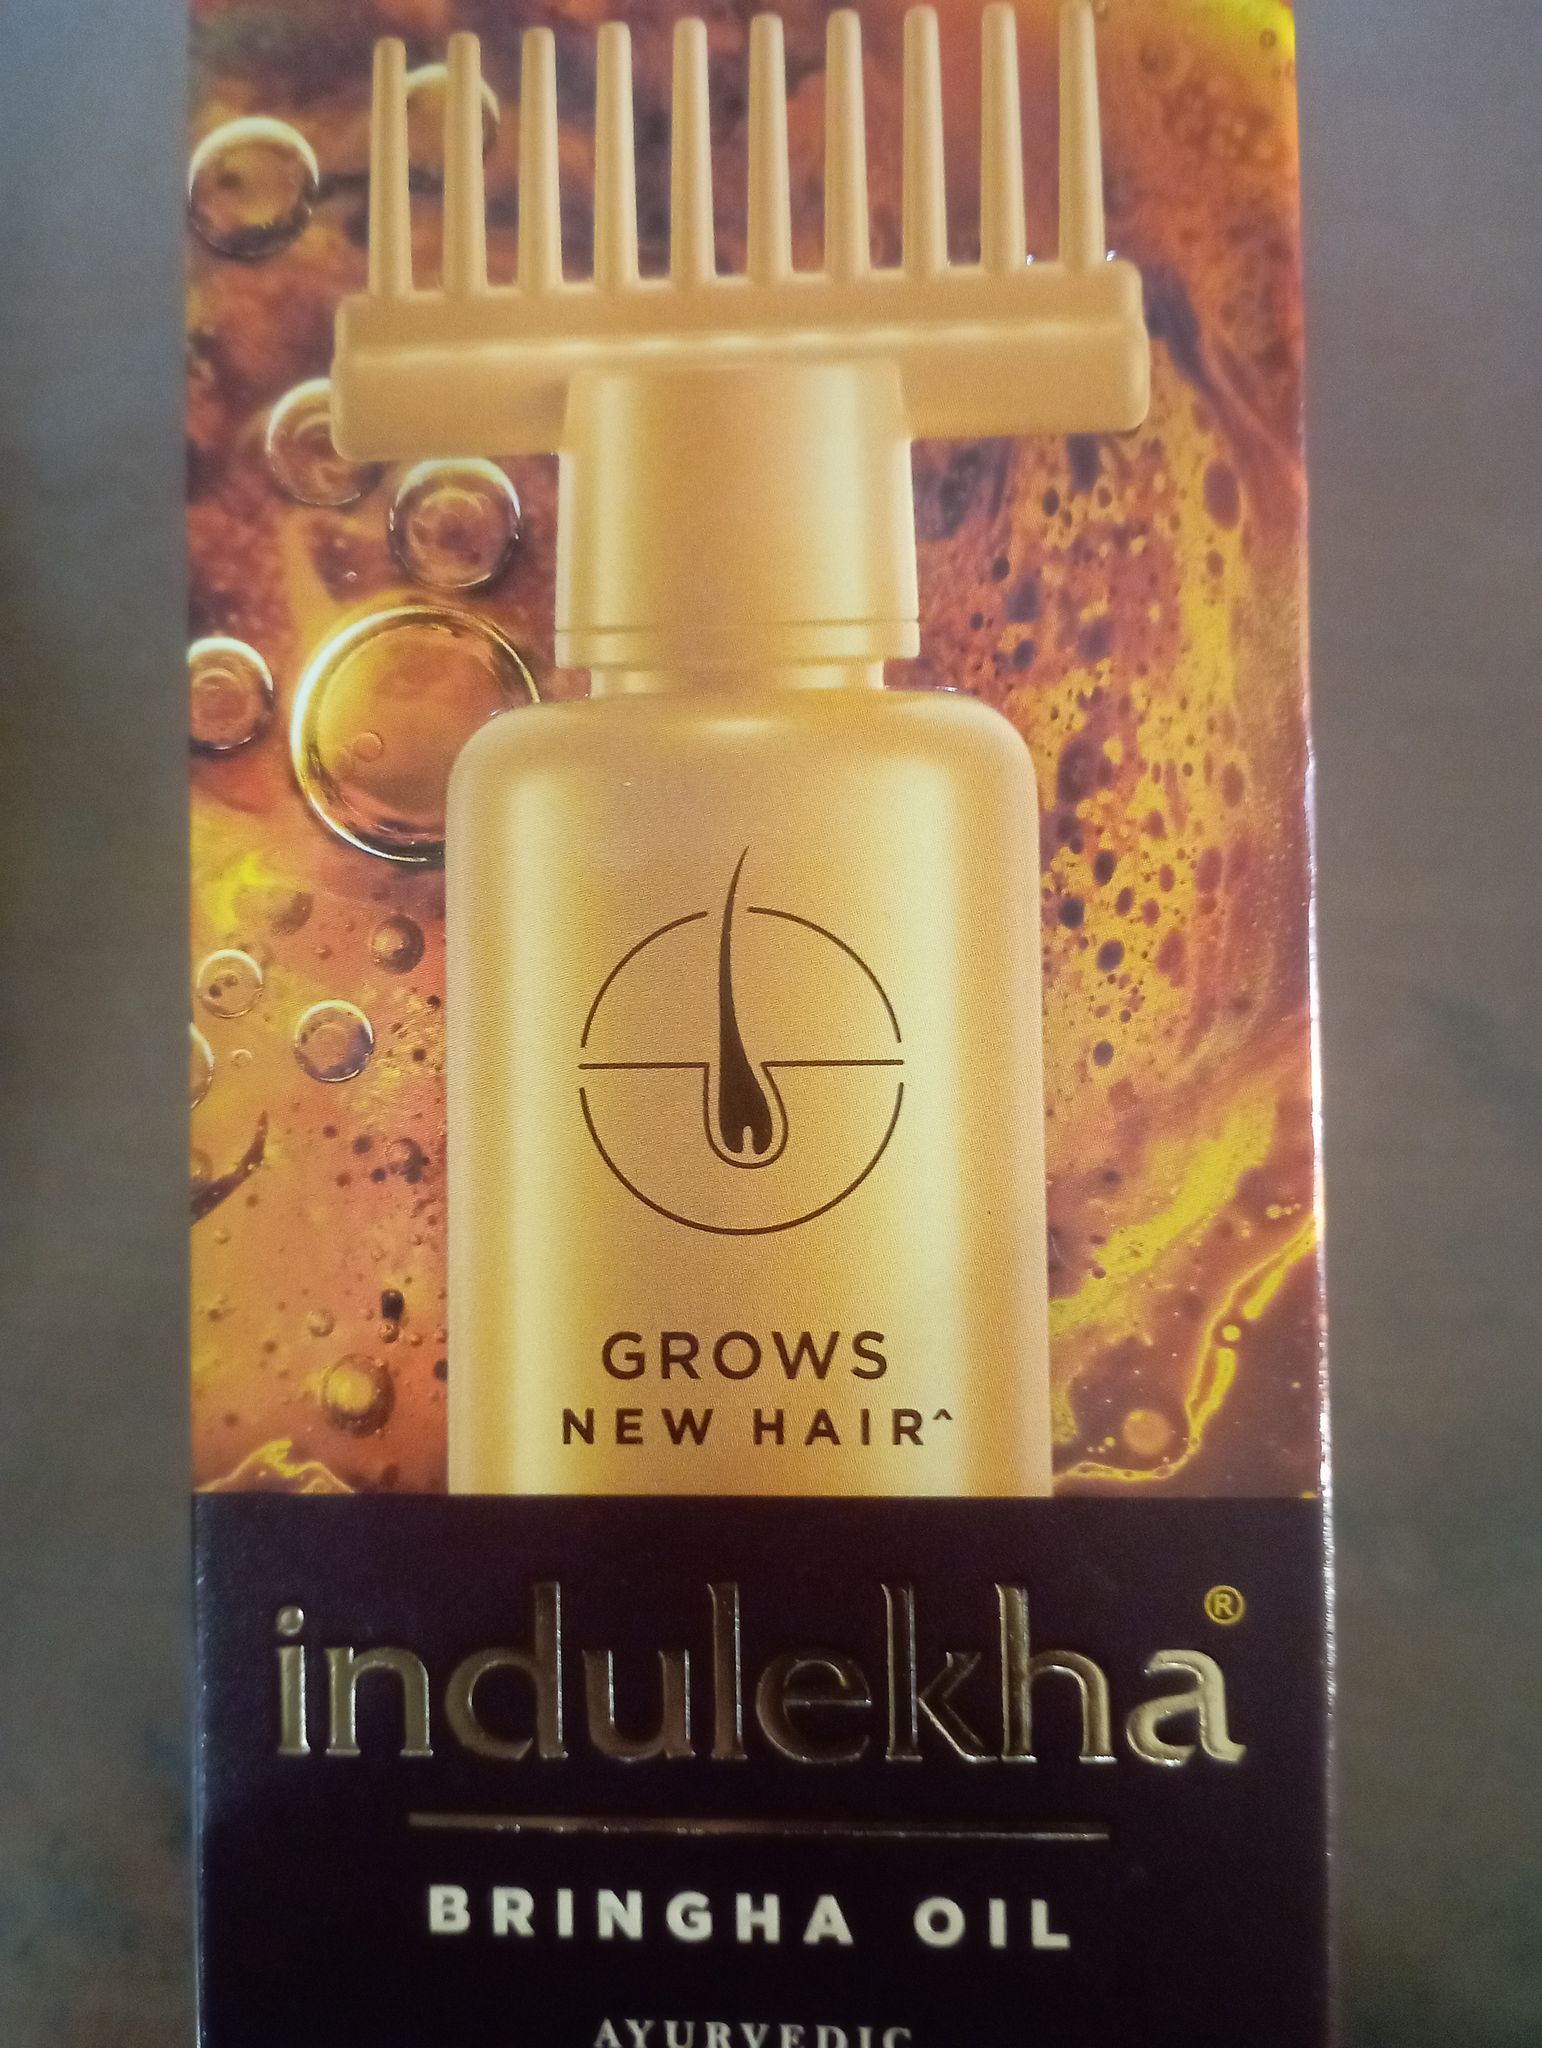 GROWS
NEW HAIR^
indulekha®
BRINGHA OIL
AYURVEDIC